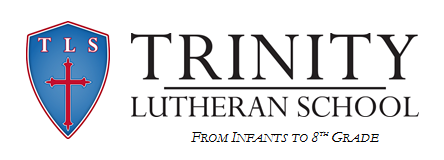 TLS
TRINITY
LUTHERAN SCHOOL
FROM INFANTS TO 8TH GRADE